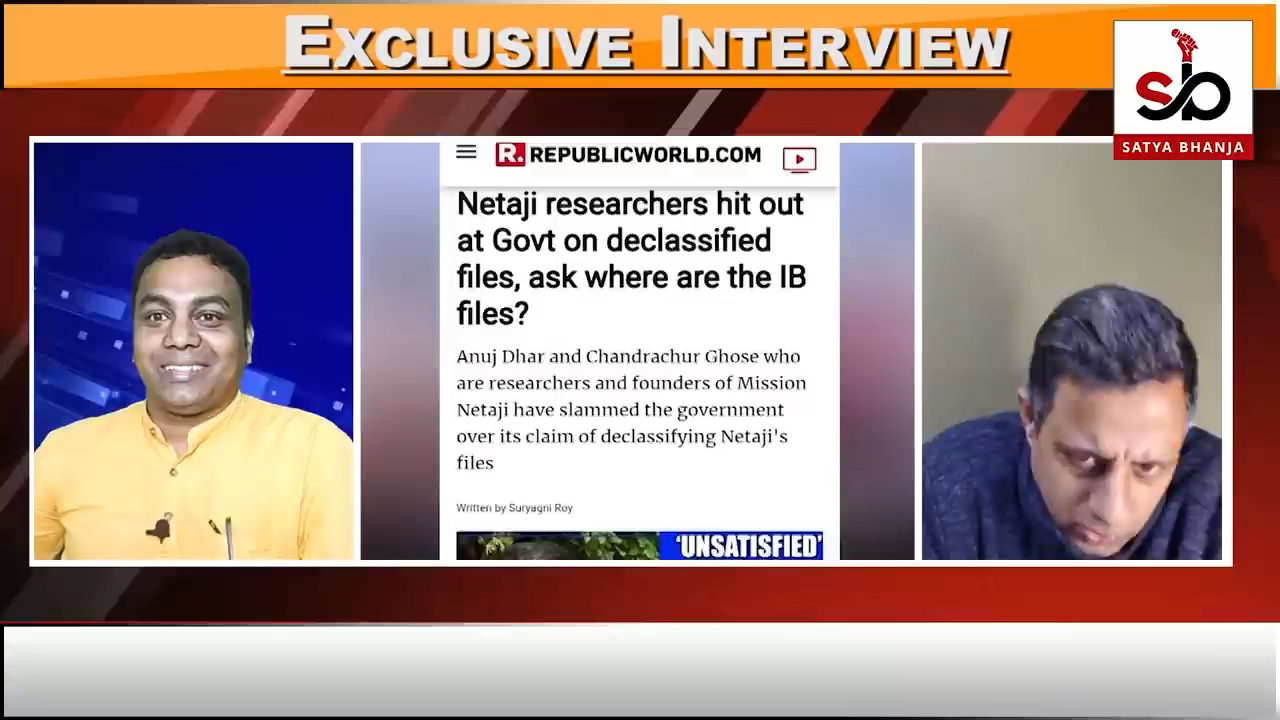 EXCLUSIVE INTERVIEW
sb
SATYA BHANJA
R. REPUBLICWORLD.COM
Netaji researchers hit out
at Govt on declassified
files, ask where are the IB
files?
Anuj Dhar and Chandrachur Ghose who
are researchers and founders of Mission
Netaji have slammed the government
over its claim of declassifying Netaji's
files
Written by Suryagni Roy
'UNSATISFIED'